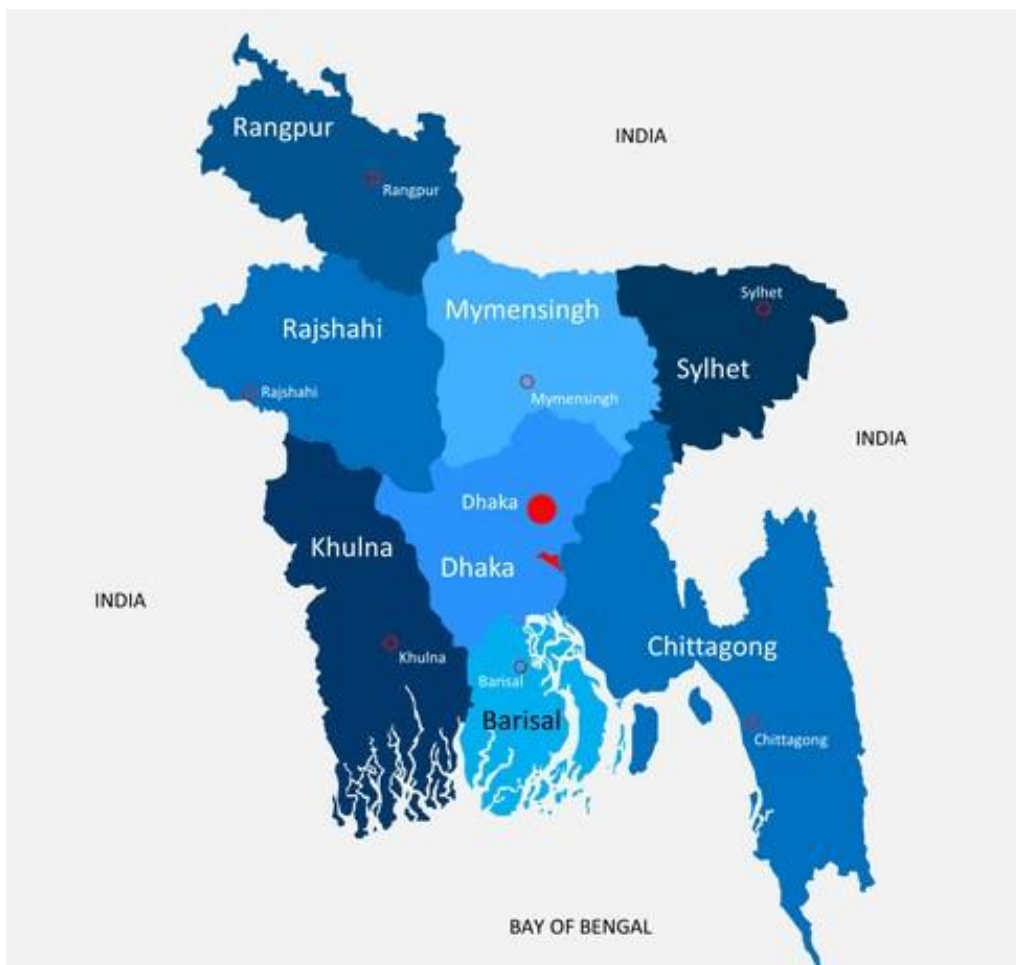 Rangpur
INDIA
Rangpur
Sylhet
Mymensingh
Rajshahi
Sylhet
Rajshahi
Mymensingh
INDIA
Dhaka
Khulna
Dhaka
INDIA
Chittagong
Khulna
Barisal
Barisal
Chittagong
BAY OF BENGAL